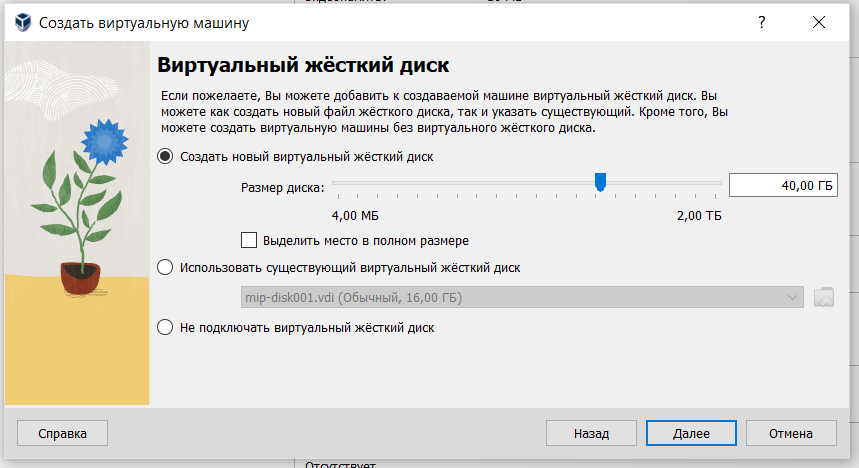 Создать виртуальную машину
?
Виртуальный жёсткий диск
Если пожелаете, Вы можете добавить к создаваемой машине виртуальный жёсткий диск. Вы
можете как создать новый файл жёсткого диска, так и указать существующий. Кроме того, Вы
можете создать виртуальную машины без виртуального жёсткого диска.
Создать новый виртуальный жёсткий диск
Размер диска:
40,00 ГБ
4,00 МБ 2,00 ТБ
Выделить место в полном размере
Использовать существующий виртуальный жёсткий диск
mip-disk001.vdi (Обычный, 16,00 ГБ)
Не подключать виртуальный жёсткий диск
Справка Назад Далее Отмена
Отсутствует